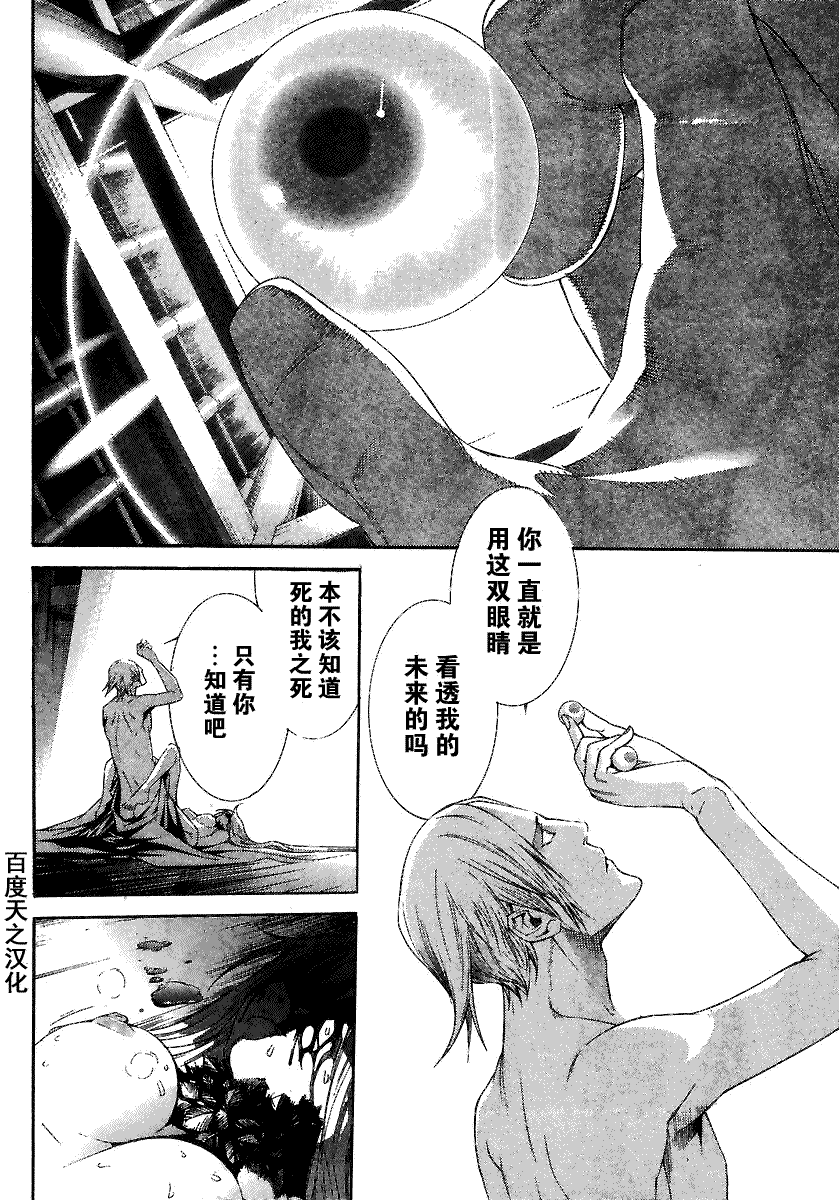 你一直就是
用这双眼睛
看透我的
未来的吗
本不该知道
死的我之死
只有你
…知道吧
百度天之汉化